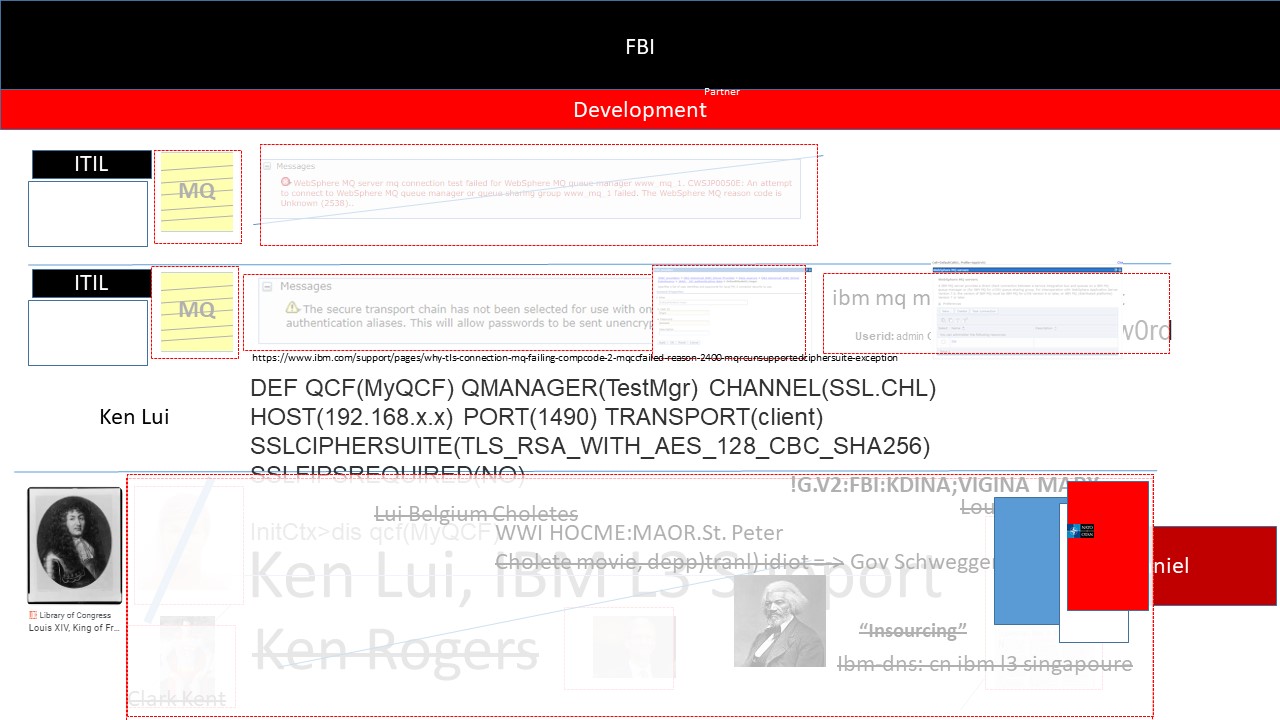 FBI
Partner
Development
ITIL
MQ
Messages
WebSphere MQ server mq connection test failed for WebSphere MQ queue manager www_mq_1. CWSJP0050E: An attempt
to connect to WebSphere MQ queue manager or queue sharing group www_mq_1 failed. The WebSphere MQ reason code is
Unknown (2538)..
ITIL
MQ
Messages
The secure transport chain has not been selected for use with on
authentication aliases. This will allow passwords to be sent unencryp
ibm mq m
Userid: admin
w0rd
https://www.ibm.com/support/pages/why-tls-connection-mq-failing-compcode-2-mqccfailed-reason-2400-mqrcunsupportedciphersuite-exception
Ken Lui
DEF QCF(MyQCF) QMANAGER(TestMgr) CHANNEL(SSL.CHL)
HOST(192.168.x.x) PORT(1490) TRANSPORT(client)
SSLCIPHERSUITE(TLS_RSA_WITH_AES_128_CBC_SHA256)
SSLFIPSREQUIRED(NO)
!G.V2:FBI:KDINA;VIGINA MARY
Lou
Lui Belgium Choletes
InitCtx>dis qcf(MyQCF)
WWI HOCME:MAOR.St. Peter
Cholete movie, depp)tranl) idiot = -> Gov Schwegger
niel
Ken Lui, IBM L3 Support
Library of Congress
Louis XIV, King of Fr...
"Insourcing"
Ken Rogers
Ibm-dns: cn ibm l3 singapoure
Clark Kent